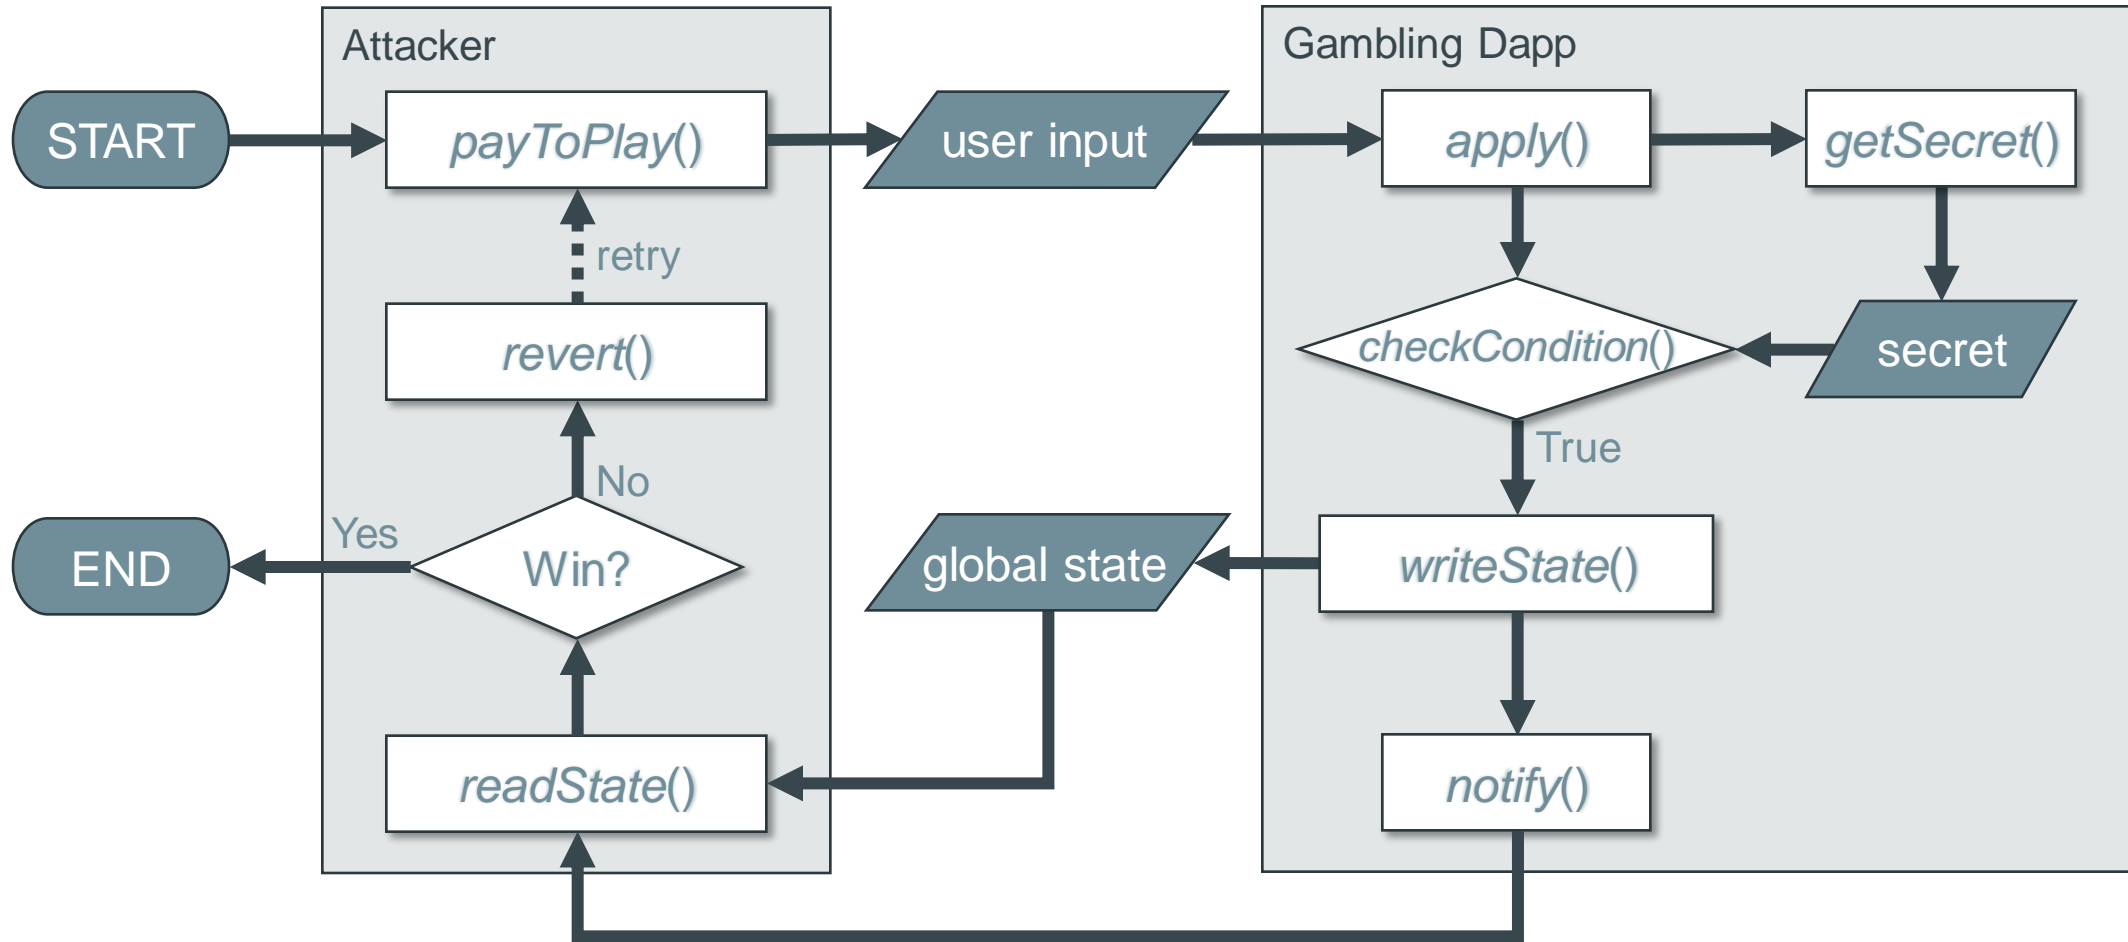 Attacker
Gambling Dapp
START
payToPlay()
user input
apply()
getSecret()
retry
revert()
checkCondition()
secret
True
No
Yes
END
Win?
global state
writeState()
readState()
notify()